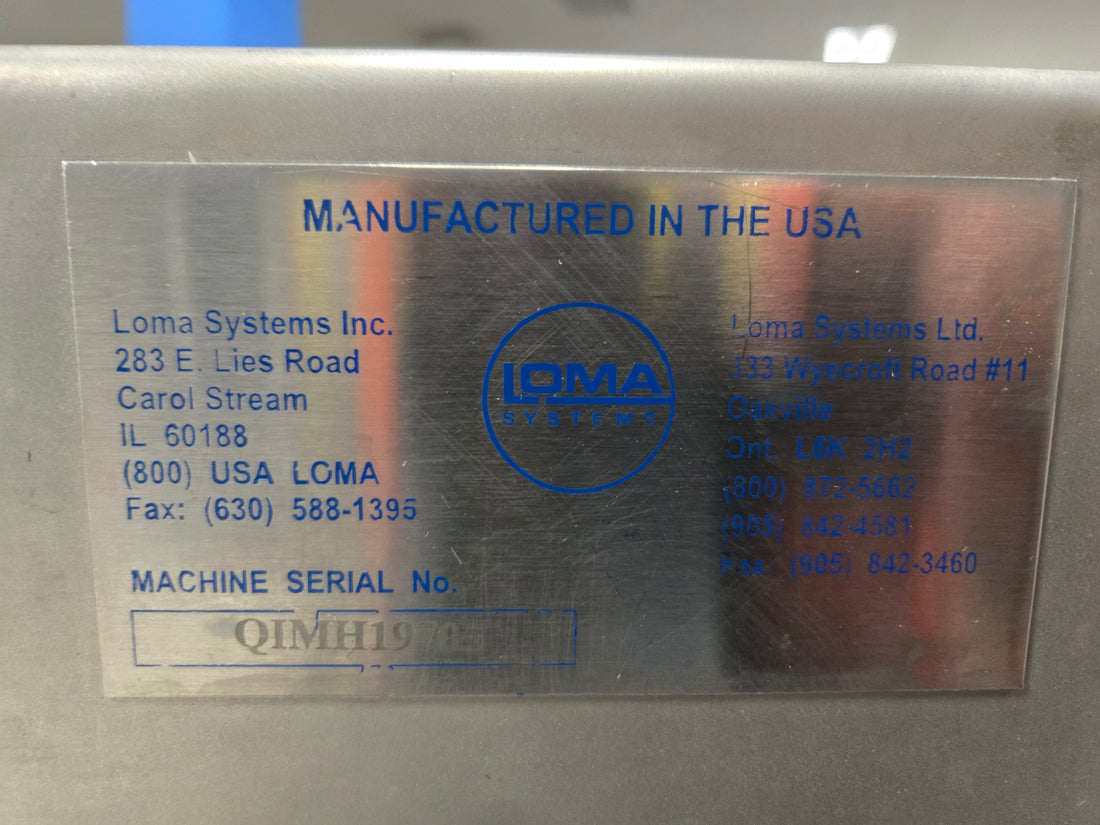 MANUFACTURED IN THE USA
Loma Systems Inc.
283 E. Lies Road
Carol Stream
IL 60188
(800) USA LOMA
Fax: (630) 588-1395
LOMA
SYSTEMS
Loma Systems Ltd.
Wyecroft Road #11
Oakville
Ont. L6K 2H2
(800) 872-5662
(905) 842-4581
Fax: (905) 842-3460
MACHINE SERIAL No.